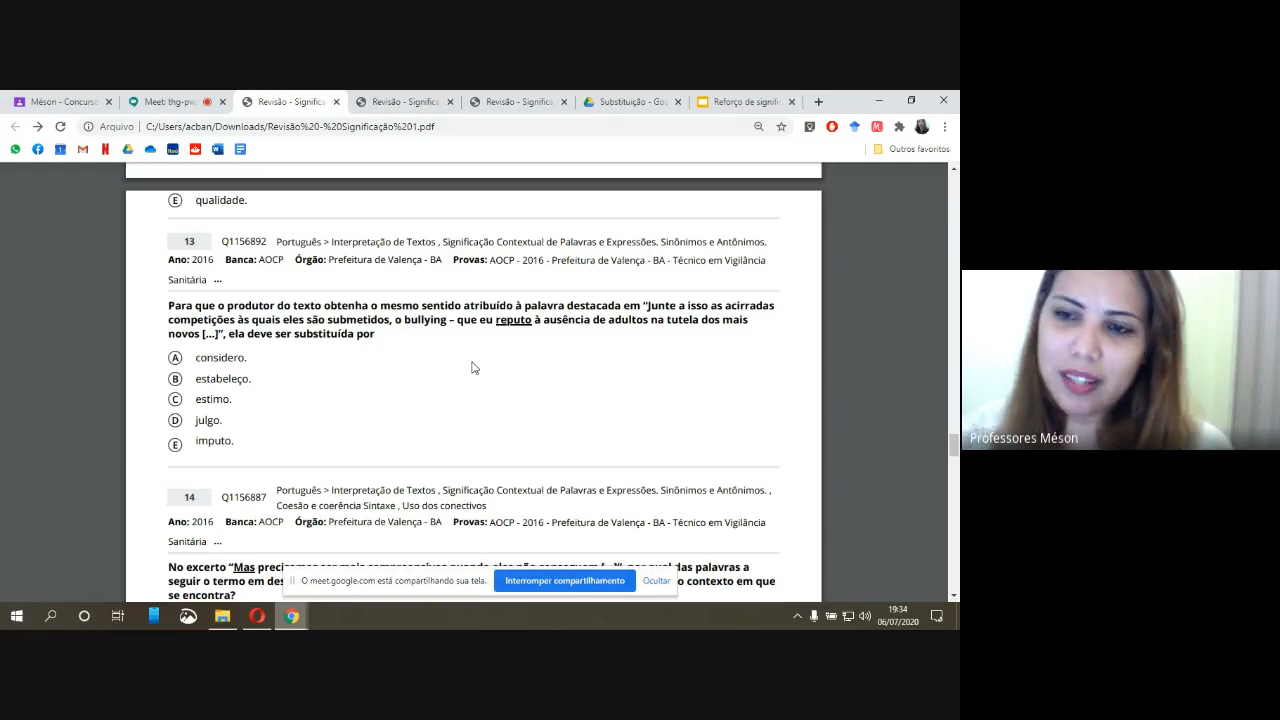 Méson - Concurso
Meet: thg-pwc
Revisão - Significa
Revisão - Significa
Revisão - Significa
Substituição - Goo
Reforço de signific
Arquivo
C:/Users/acban/Downloads/Revisão%20-%20Significação%201.pdf
Outros favoritos
E qualidade.
13 Q1156892 Português > Interpretação de Textos , Significação Contextual de Palavras e Expressões. Sinônimos e Antônimos.
Ano: 2016 Banca: AOCP Órgão: Prefeitura de Valença - BA Provas: AOCP - 2016 - Prefeitura de Valença - BA - Técnico em Vigilância
Sanitária ...
Para que o produtor do texto obtenha o mesmo sentido atribuído à palavra destacada em “Junte a isso as acirradas
competições às quais eles são submetidos, o bullying – que eu reputo à ausência de adultos na tutela dos mais
novos [...]”, ela deve ser substituída por
A considero.
B estabeleço.
C estimo.
D julgo.
E imputo.
Professores Méson
14 Q1156887 Português > Interpretação de Textos , Significação Contextual de Palavras e Expressões. Sinônimos e Antônimos. ,
Coesão e coerência Sintaxe , Uso dos conectivos
Ano: 2016 Banca: AOCP Órgão: Prefeitura de Valença - BA Provas: AOCP - 2016 - Prefeitura de Valença - BA - Técnico em Vigilância
Sanitária ...
No excerto “Mas das palavras a
seguir o termo em des o contexto em que
se encontra?
O meet.google.com está compartilhando sua tela.
Interromper compartilhamento
Ocultar
19:34
06/07/2020